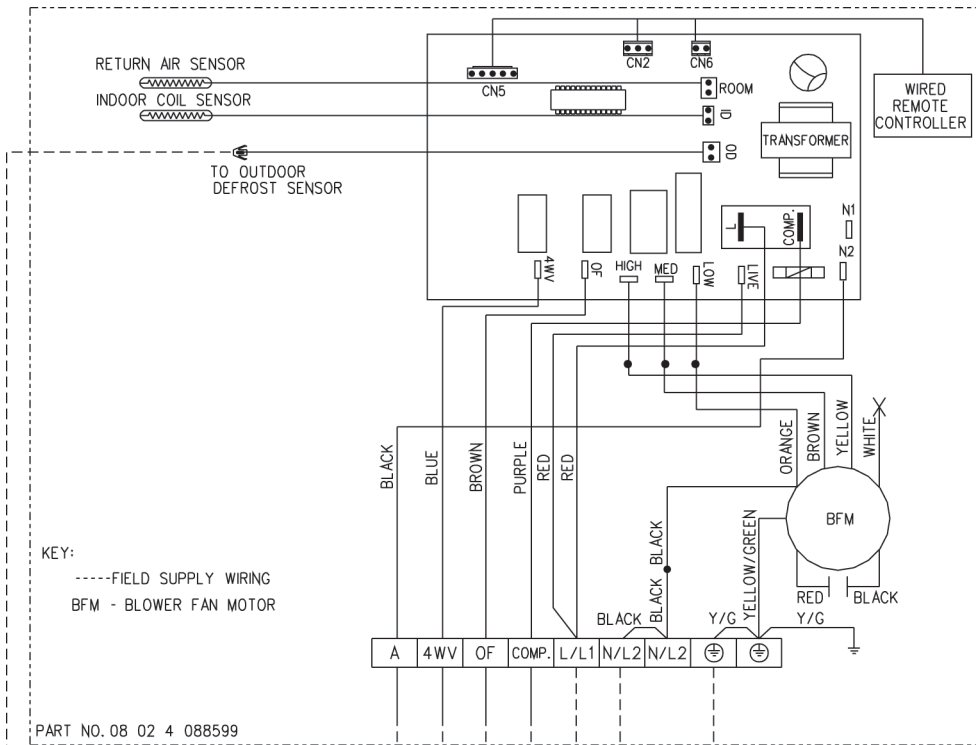 CN2
CN6
CN5
RETURN AIR SENSOR
ROOM
INDOOR COIL SENSOR
ID
WIRED
REMOTE
CONTROLLER
TRANSFORMER
OD
TO OUTDOOR
DEFROST SENSOR
L
COMP.
N1
N2
4WV
OF
HIGH
MED
LOW
LIVE
BLACK
BLUE
BROWN
PURPLE
RED
RED
ORANGE
BROWN
YELLOW
WHITE
BFM
BLACK
BLACK
YELLOW/GREEN
KEY:
-----FIELD SUPPLY WIRING
BFM - BLOWER FAN MOTOR
RED
BLACK
BLACK
Y/G
Y/G
A
4WV
OF
COMP.
L/L1
N/L2
N/L2
PART NO. 08 02 4 088599